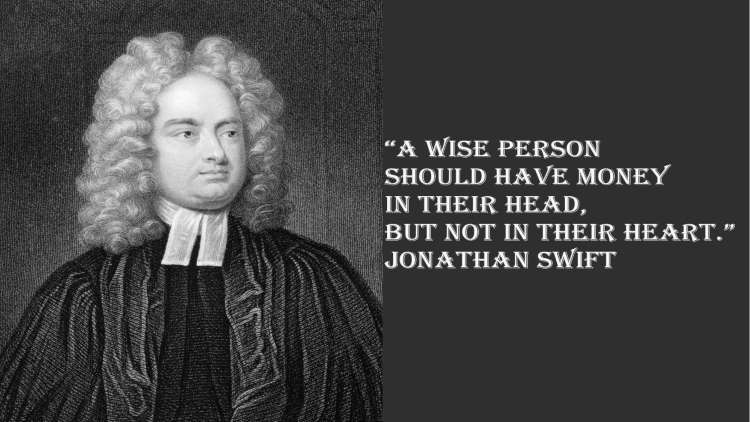 “A WISE PERSON
SHOULD HAVE MONEY
IN THEIR HEAD,
BUT NOT IN THEIR HEART.”
JONATHAN SWIFT